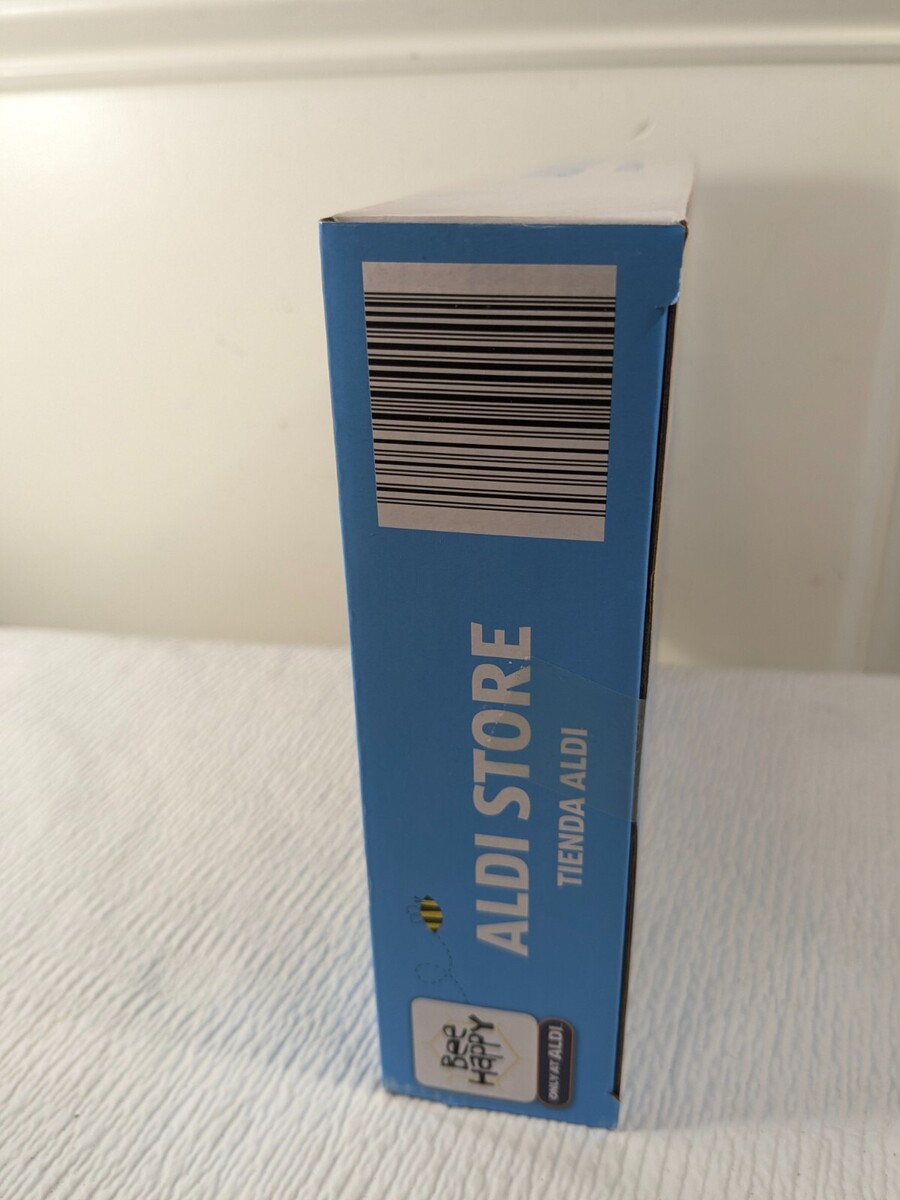 ALDI STORE
TIENDA ALDI
Bee
Happy
ONLY AT ALDI